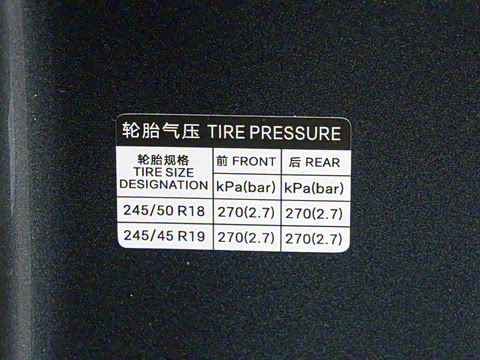 轮胎气压 TIRE PRESSURE
轮胎规格
TIRE SIZE
DESIGNATION
前 FRONT
后 REAR
kPa(bar) kPa(bar)
245/50 R18 270(2.7) 270(2.7)
245/45 R19 270(2.7) 270(2.7)